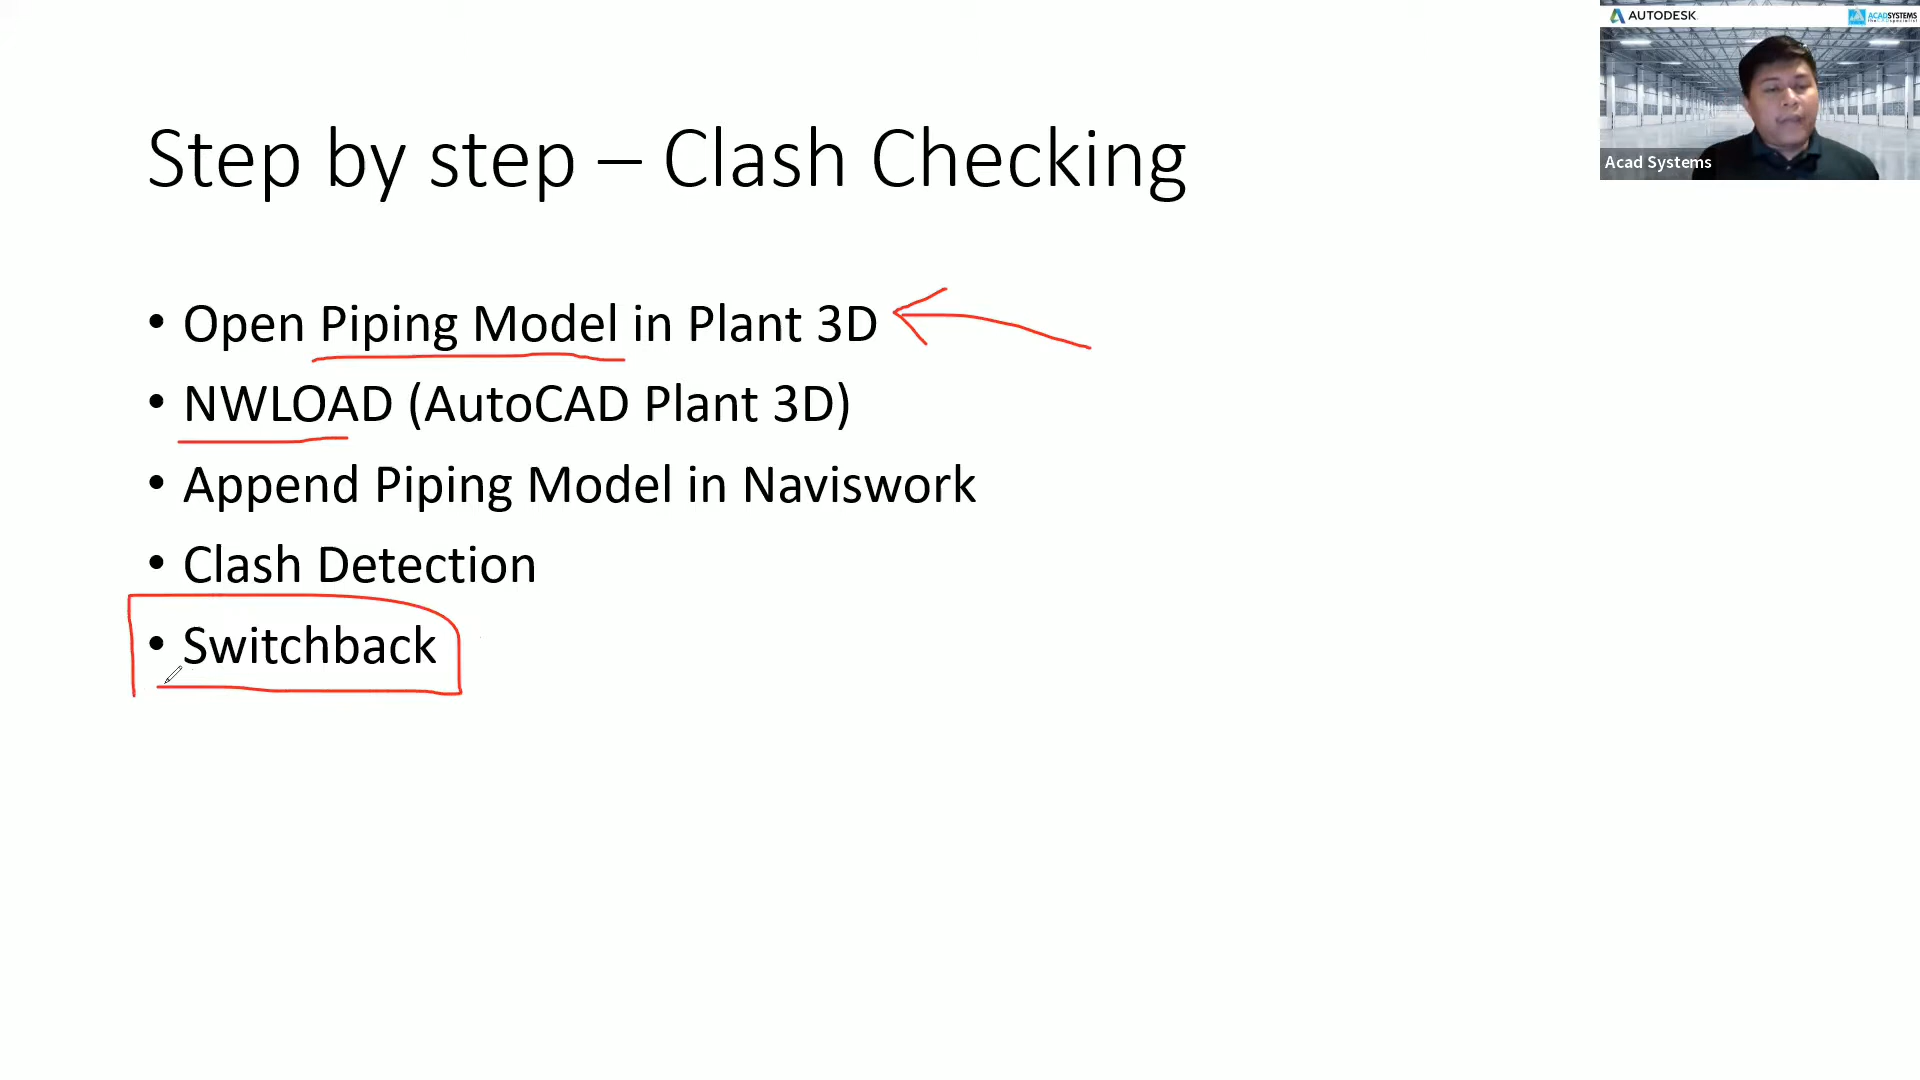 AUTODESK
ACADSYSTEMS
Acad Systems
Step by step – Clash Checking
• Open Piping Model in Plant 3D
• NWLOAD (AutoCAD Plant 3D)
• Append Piping Model in Naviswork
• Clash Detection
• Switchback